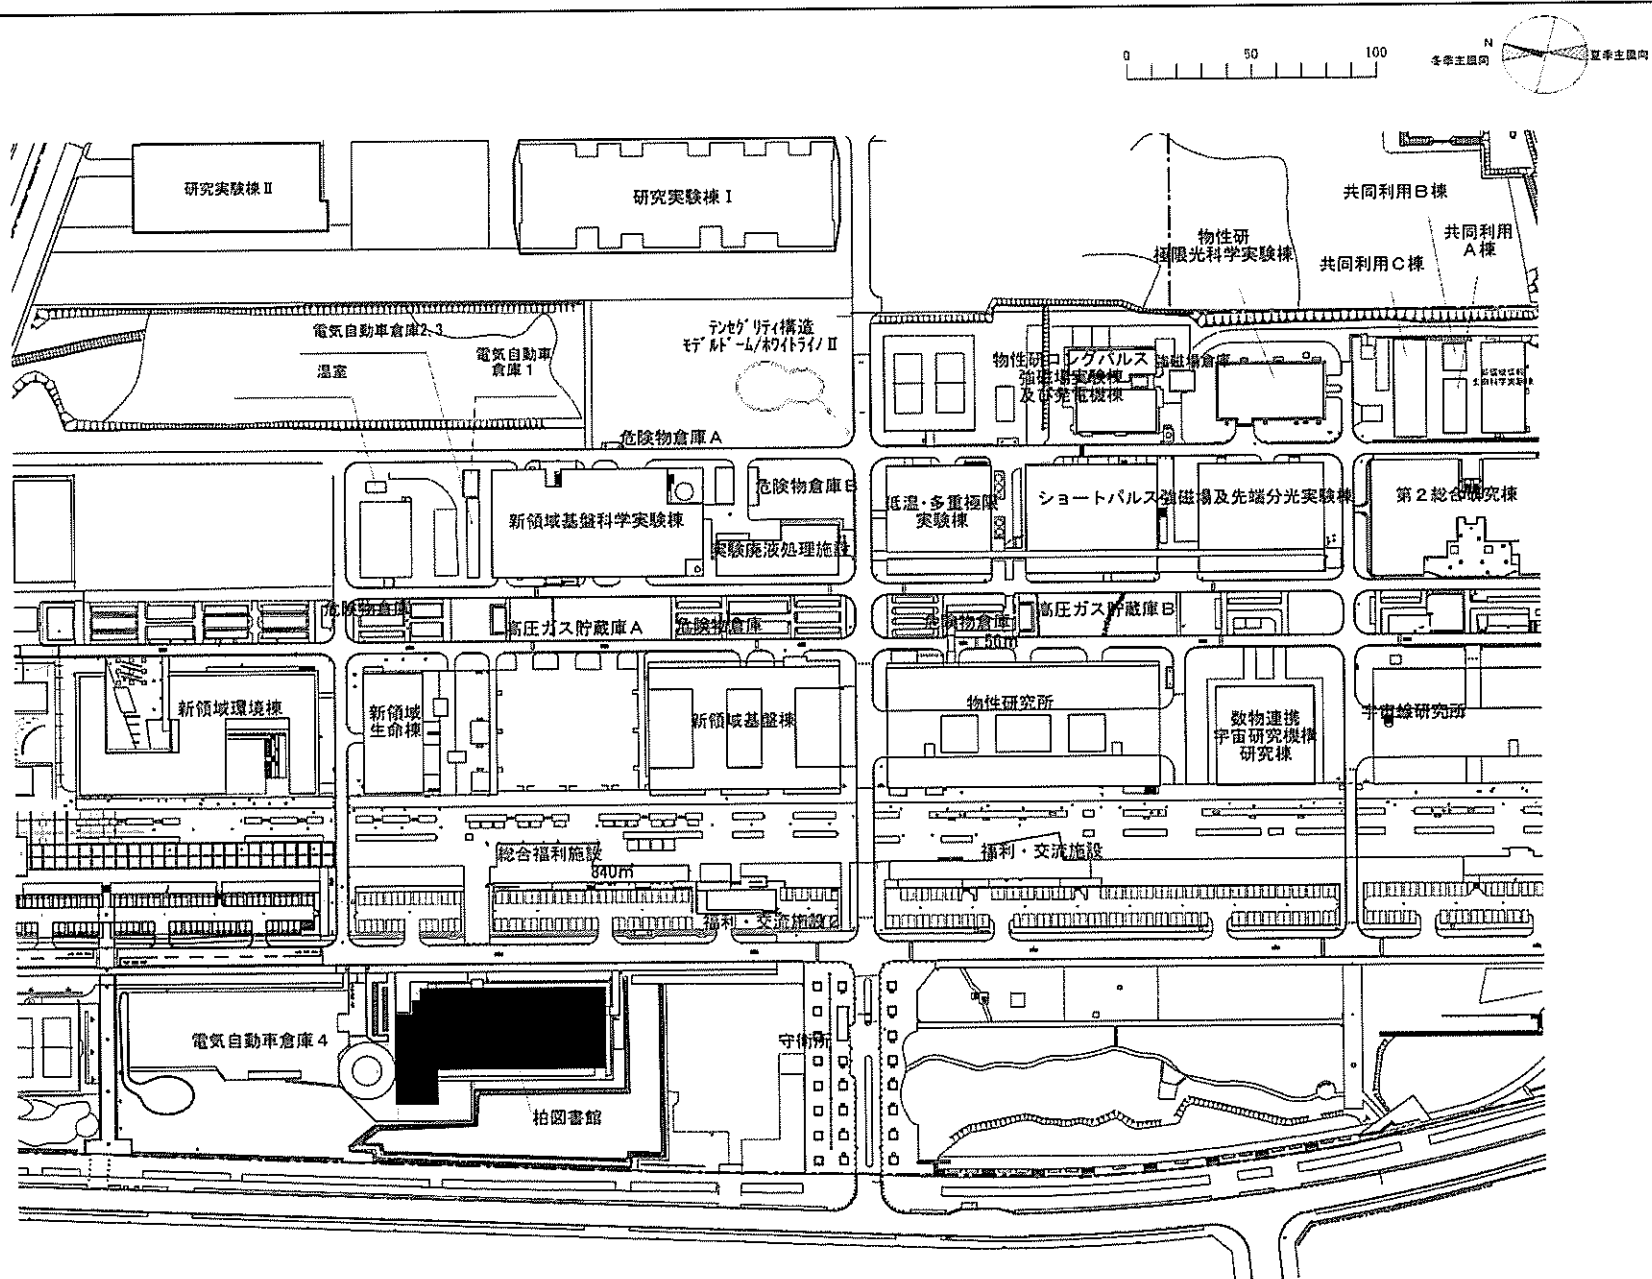 0 50 100
N
冬季主風向
夏季主風向
研究実験棟Ⅱ
研究実験棟Ⅰ
共同利用B棟
共同利用
A棟
共同利用C棟
物性研
極限光科学実験棟
電気自動車倉庫2,3
電気自動車
倉庫1
温室
テンセグリティ構造
モデルドーム/ホワイトライノⅡ
物性研ロングパルス
強磁場実験棟
及び発電機棟
強磁場倉庫
危険物倉庫A
危険物倉庫B
新領域基盤科学実験棟
実験廃液処理施設
低温・多重極限
実験棟
ショートパルス強磁場及先端分光実験棟
第2総合研究棟
危険物倉庫
高圧ガス貯蔵庫A
危険物倉庫
危険物倉庫
高圧ガス貯蔵庫B
50㎡
新領域環境棟
新領域
生命棟
新領域基盤棟
物性研究所
数物連携
宇宙研究機構
研究棟
宇宙線研究所
総合福利施設
840㎡
福利・交流施設
福利・交流施設2
電気自動車倉庫4
守衛所
柏図書館